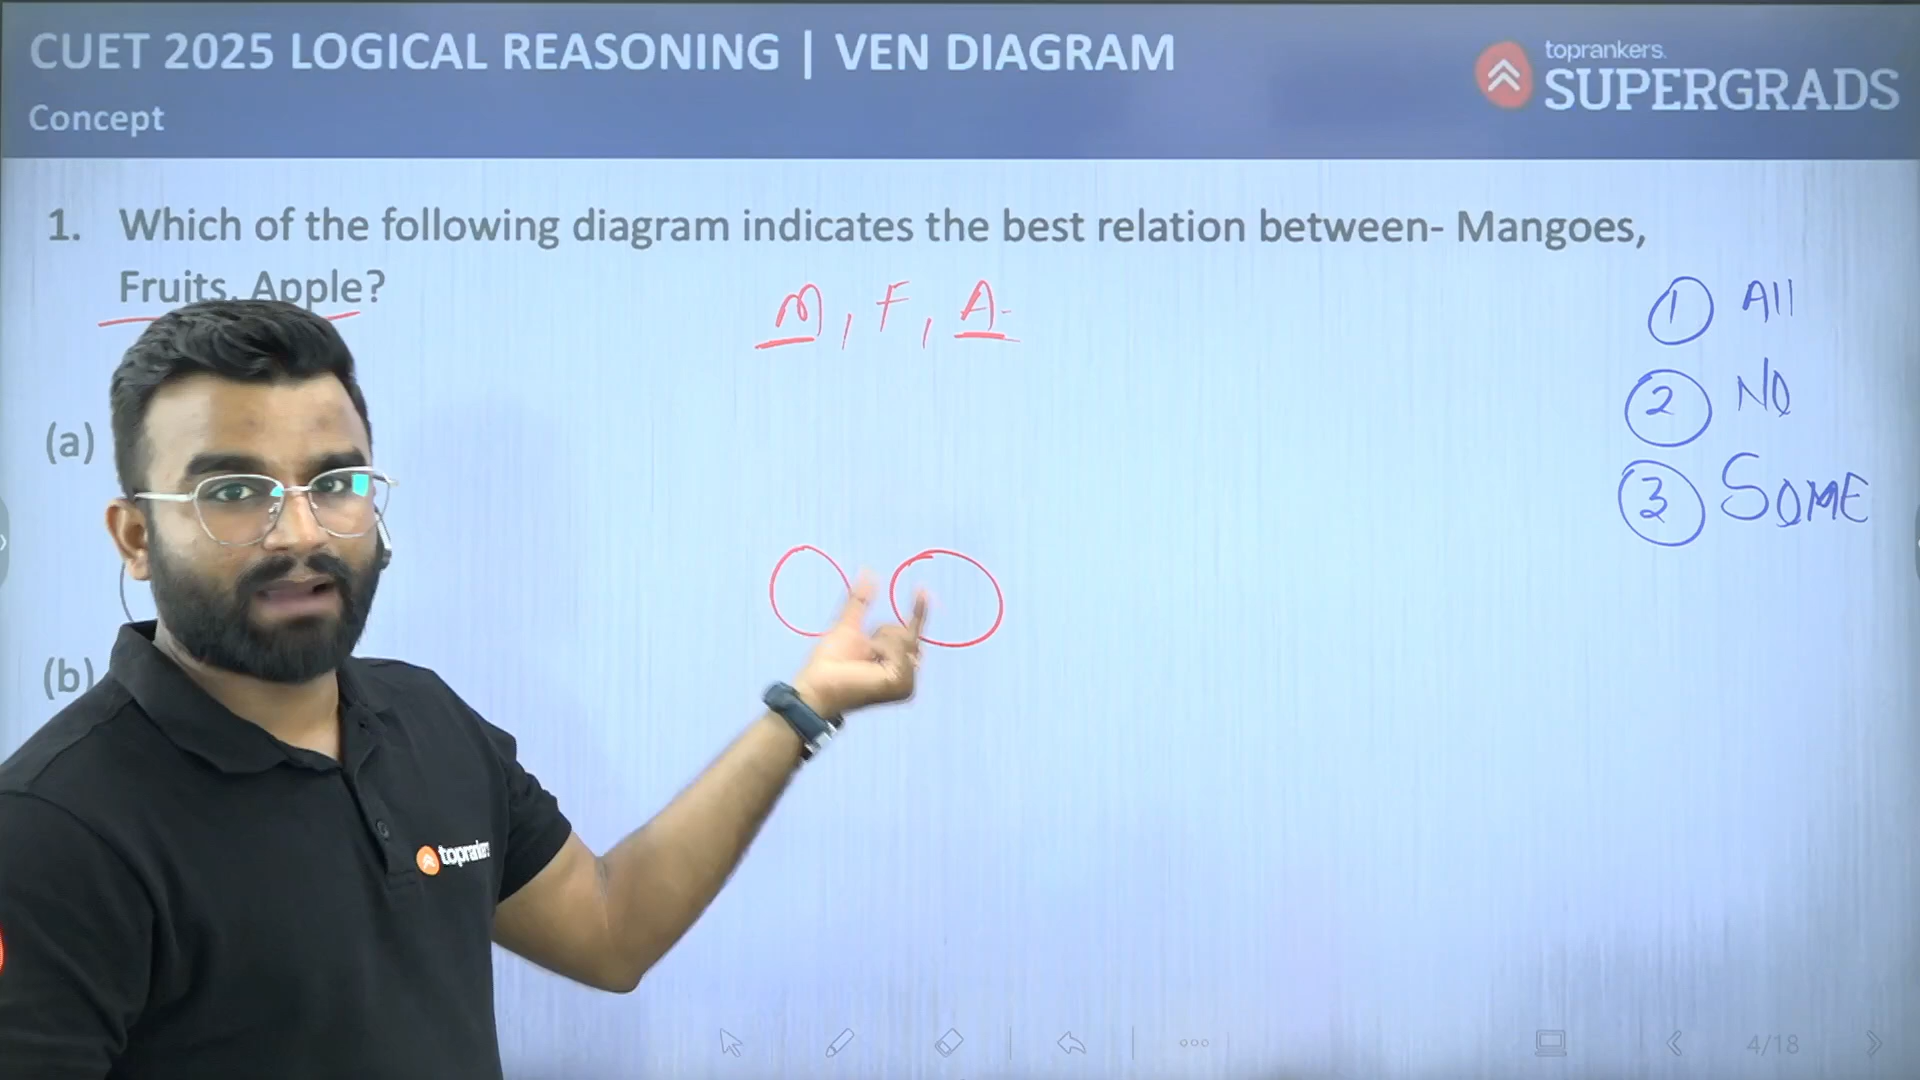 CUET 2025 LOGICAL REASONING | VEN DIAGRAM
Concept
toprankers.
SUPERGRADS
1. Which of the following diagram indicates the best relation between- Mangoes,
Fruits, Apple?
M, F, A
1 All
2 NO
3 SOME
(a)
(b)
toprankers
4/18